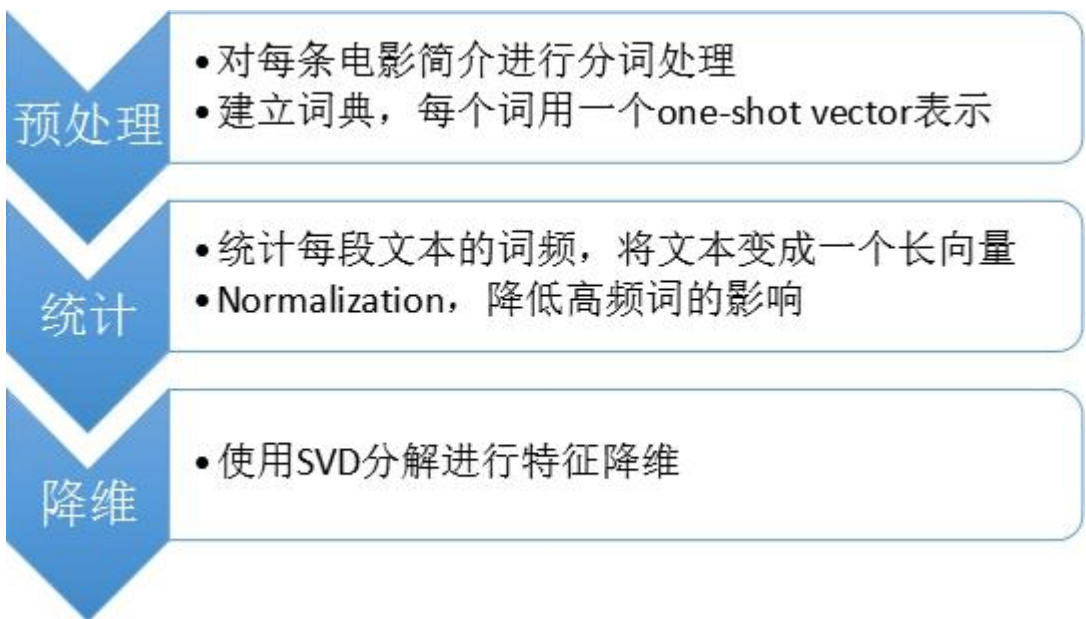 预处理
•对每条电影简介进行分词处理
•建立词典，每个词用一个one-shot vector表示
统计
•统计每段文本的词频，将文本变成一个长向量
•Normalization，降低高频词的影响
降维
•使用SVD分解进行特征降维